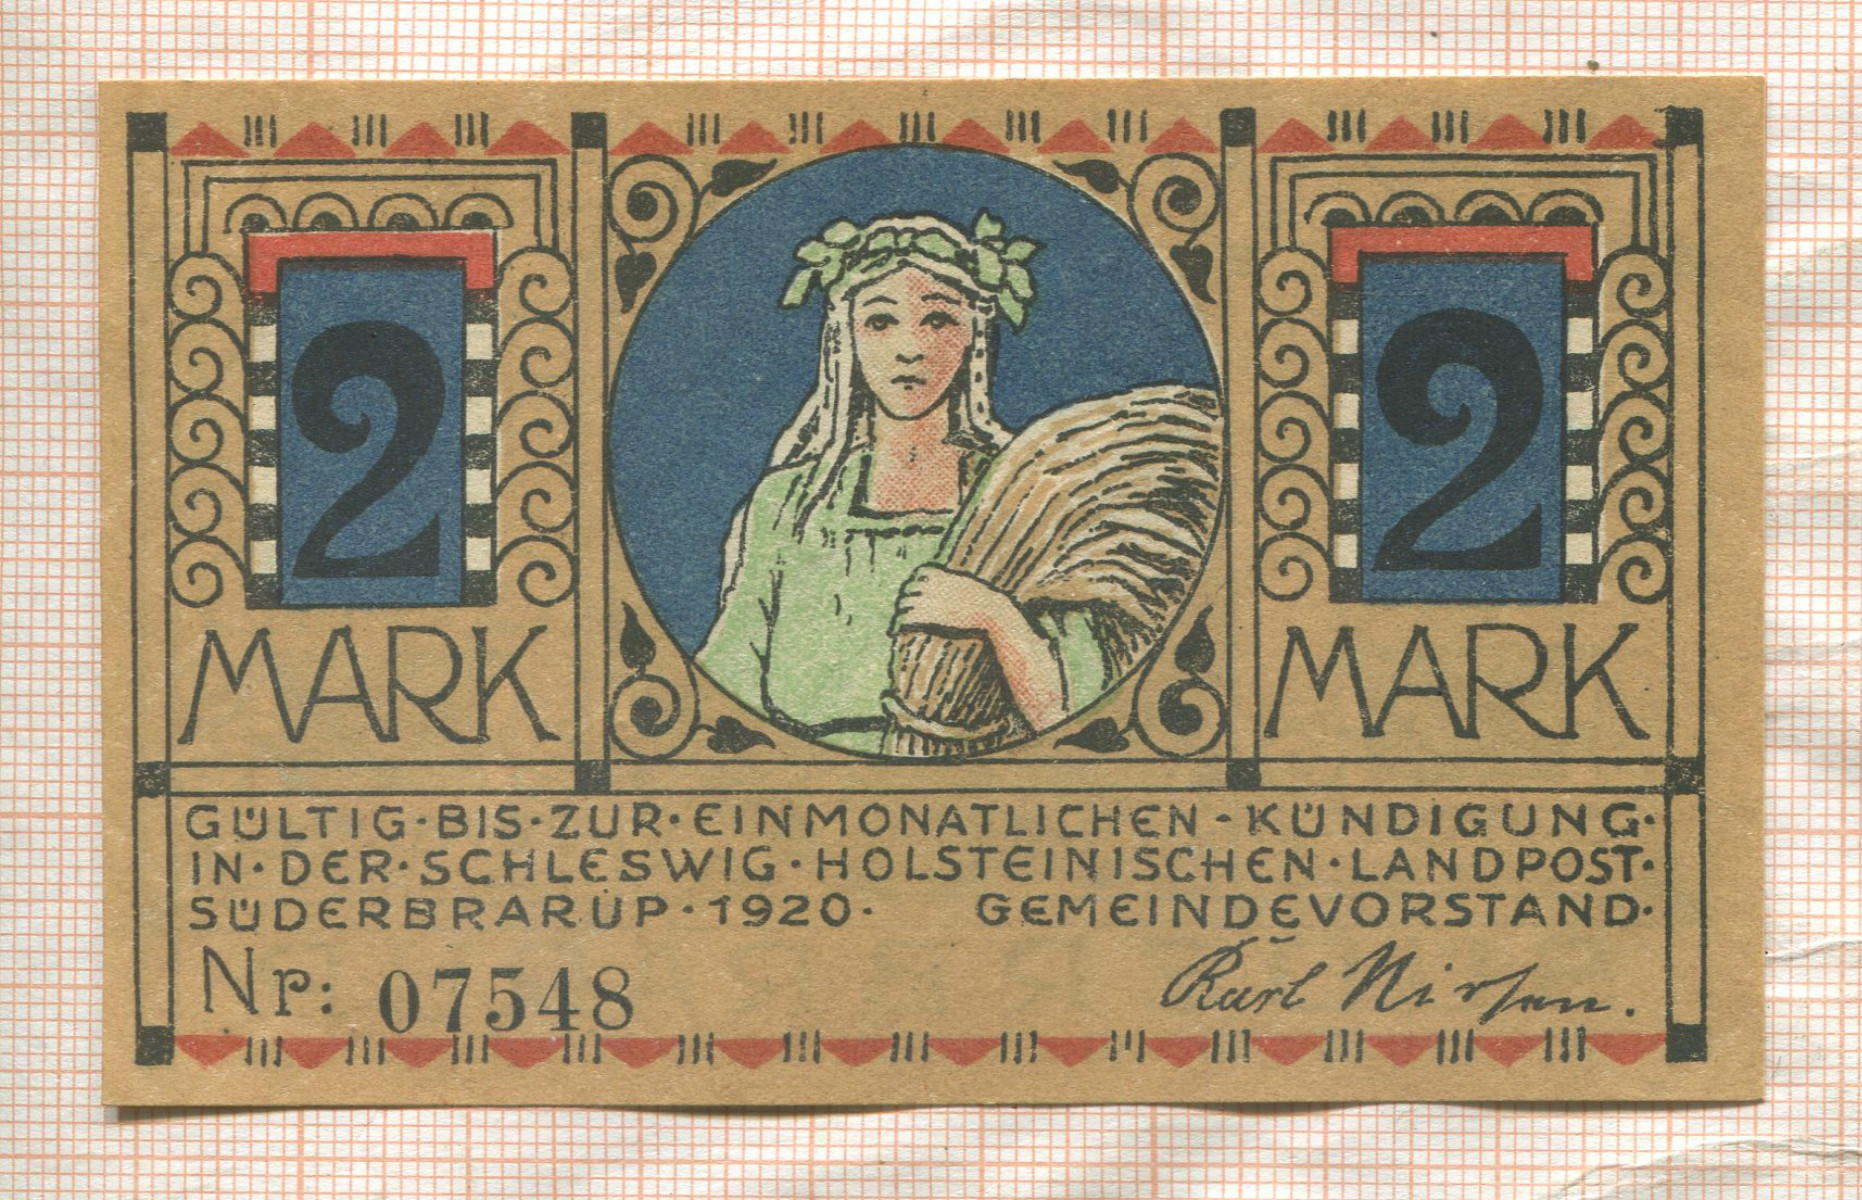 2 2
MARK MARK
GÜLTIG·BIS·ZUR·EINMONATLICHEN-KÜNDIGUNG·
IN·DER·SCHLESWIG·HOLSTEINISCHEN·LANDPOST·
SÜDERBRARUP·1920· GEMEINDEVORSTAND·
Nr: 07548
Karl